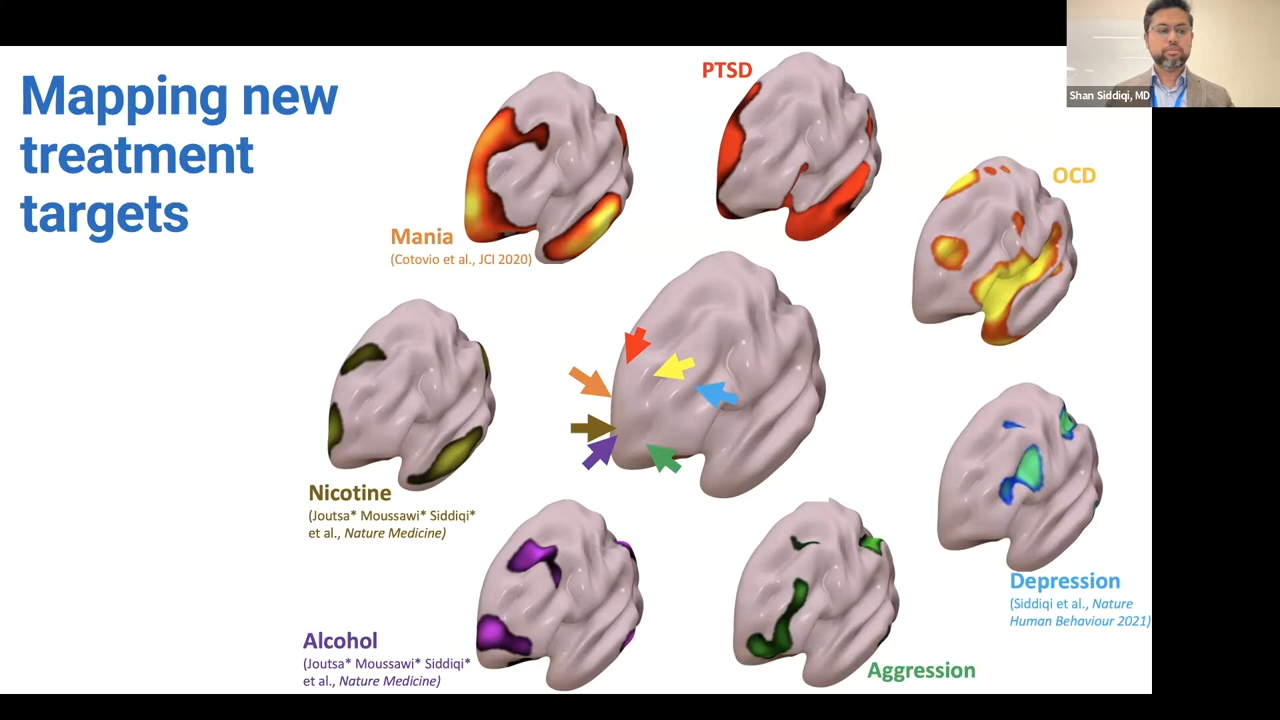 Mapping new
treatment
targets
PTSD
Shan Siddiqi, MD
OCD
Mania
(Cotovio et al., JCI 2020)
Nicotine
(Joutsa* Moussawi* Siddiqi*
et al., Nature Medicine)
Depression
(Siddiqi et al., Nature
Human Behaviour 2021)
Alcohol
(Joutsa* Moussawi* Siddiqi*
et al., Nature Medicine)
Aggression